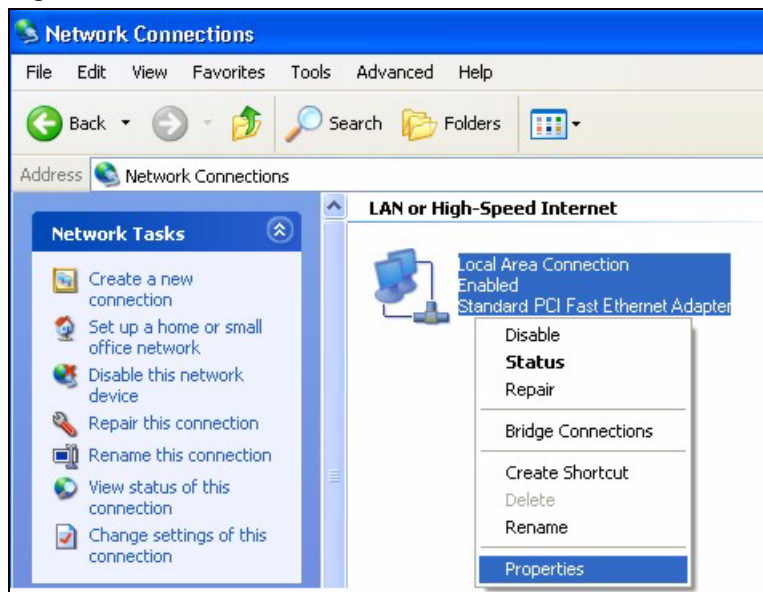 Network Connections
File Edit View Favorites Tools Advanced Help
Back Search Folders
Address Network Connections
Network Tasks
Create a new
connection
Set up a home or small
office network
Disable this network
device
Repair this connection
Rename this connection
View status of this
connection
Change settings of this
connection
LAN or High-Speed Internet
Local Area Connection
Enabled
Standard PCI Fast Ethernet Adapter
Disable
Status
Repair
Bridge Connections
Create Shortcut
Delete
Rename
Properties